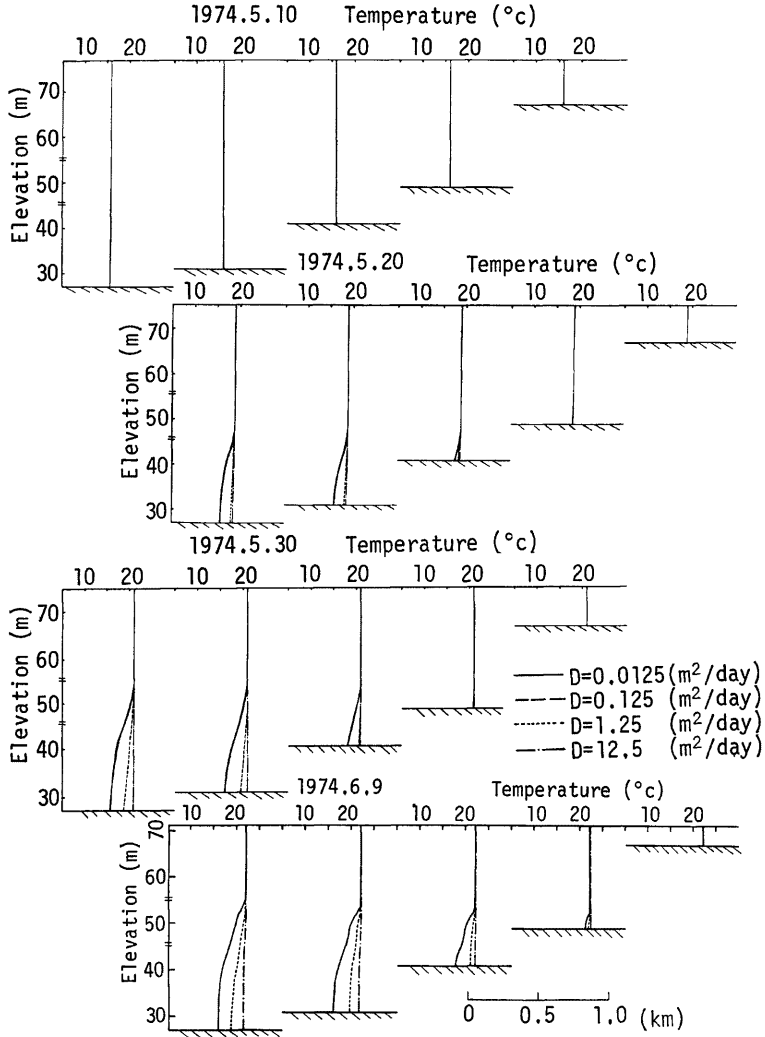 1974.5.10 Temperature (°c)
10 20 10 20 10 20 10 20 10 20
Elevation (m)
70
60
50
40
30
1974.5.20 Temperature (°c)
10 20 10 20 10 20 10 20 10 20
Elevation (m)
70
60
50
40
30
1974.5.30 Temperature (°c)
10 20 10 20 10 20 10 20 10 20
Elevation (m)
70
60
50
40
30
D=0.0125(m²/day)
D=0.125 (m²/day)
D=1.25 (m²/day)
D=12.5 (m²/day)
1974.6.9 Temperature (°c)
10 20 10 20 10 20 10 20 10 20
Elevation (m)
70
60
50
40
30
0 0.5 1.0 (km)